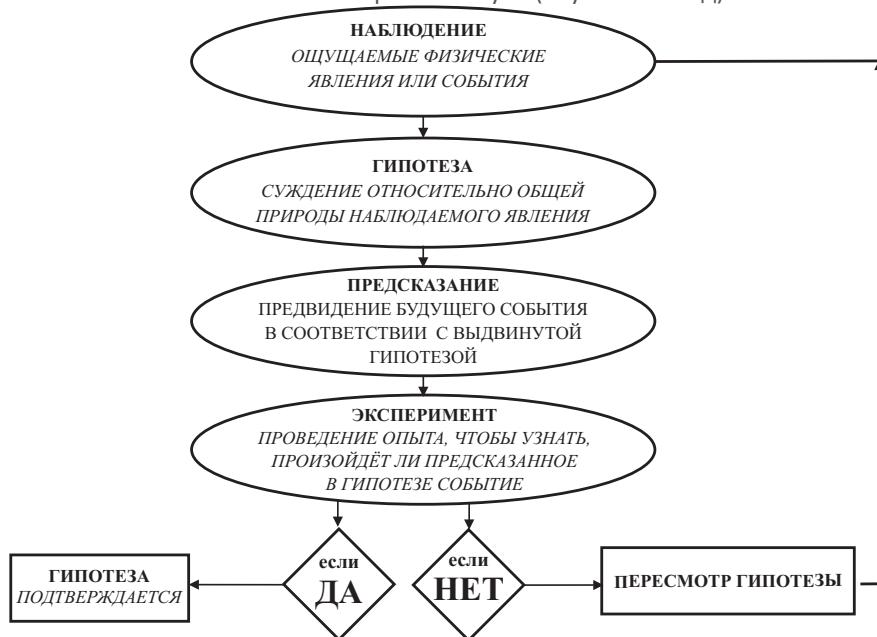 НАБЛЮДЕНИЕ
ОЩУЩАЕМЫЕ ФИЗИЧЕСКИЕ
ЯВЛЕНИЯ ИЛИ СОБЫТИЯ
ГИПОТЕЗА
СУЖДЕНИЕ ОТНОСИТЕЛЬНО ОБЩЕЙ
ПРИРОДЫ НАБЛЮДАЕМОГО ЯВЛЕНИЯ
ПРЕДСКАЗАНИЕ
ПРЕДВИДЕНИЕ БУДУЩЕГО СОБЫТИЯ
В СООТВЕТСТВИИ С ВЫДВИНУТОЙ
ГИПОТЕЗОЙ
ЭКСПЕРИМЕНТ
ПРОВЕДЕНИЕ ОПЫТА, ЧТОБЫ УЗНАТЬ,
ПРОИЗОЙДЁТ ЛИ ПРЕДСКАЗАННОЕ
В ГИПОТЕЗЕ СОБЫТИЕ
если
ДА
если
НЕТ
ГИПОТЕЗА
ПОДТВЕРЖДАЕТСЯ
ПЕРЕСМОТР ГИПОТЕЗЫ